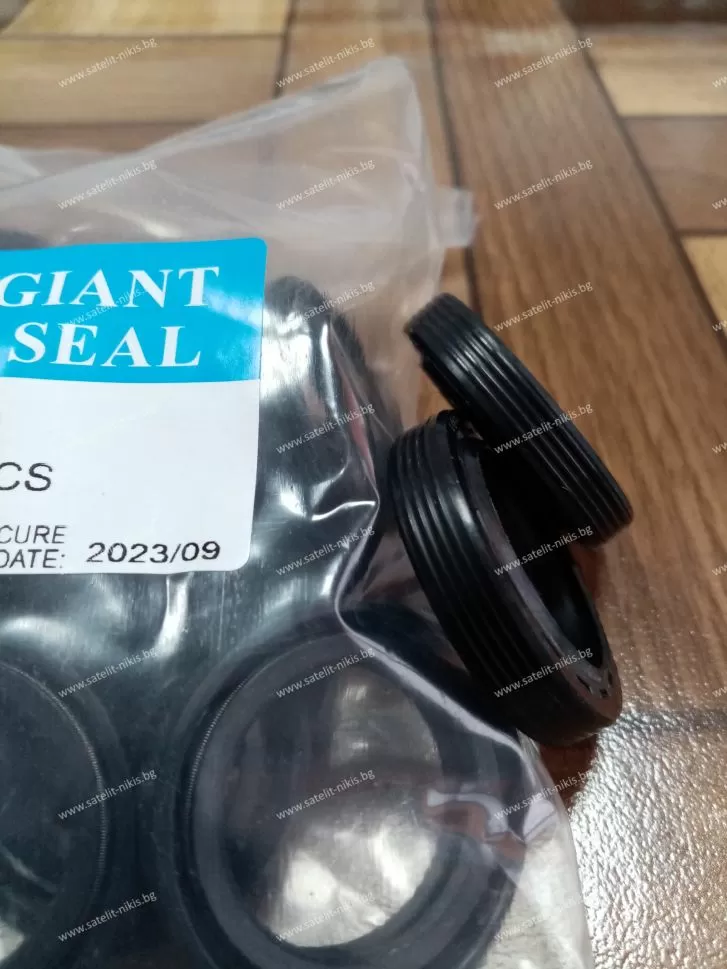 GIANT
SEAL
CS
CURE
DATE: 2023/09
www.satelit-nikis.bg